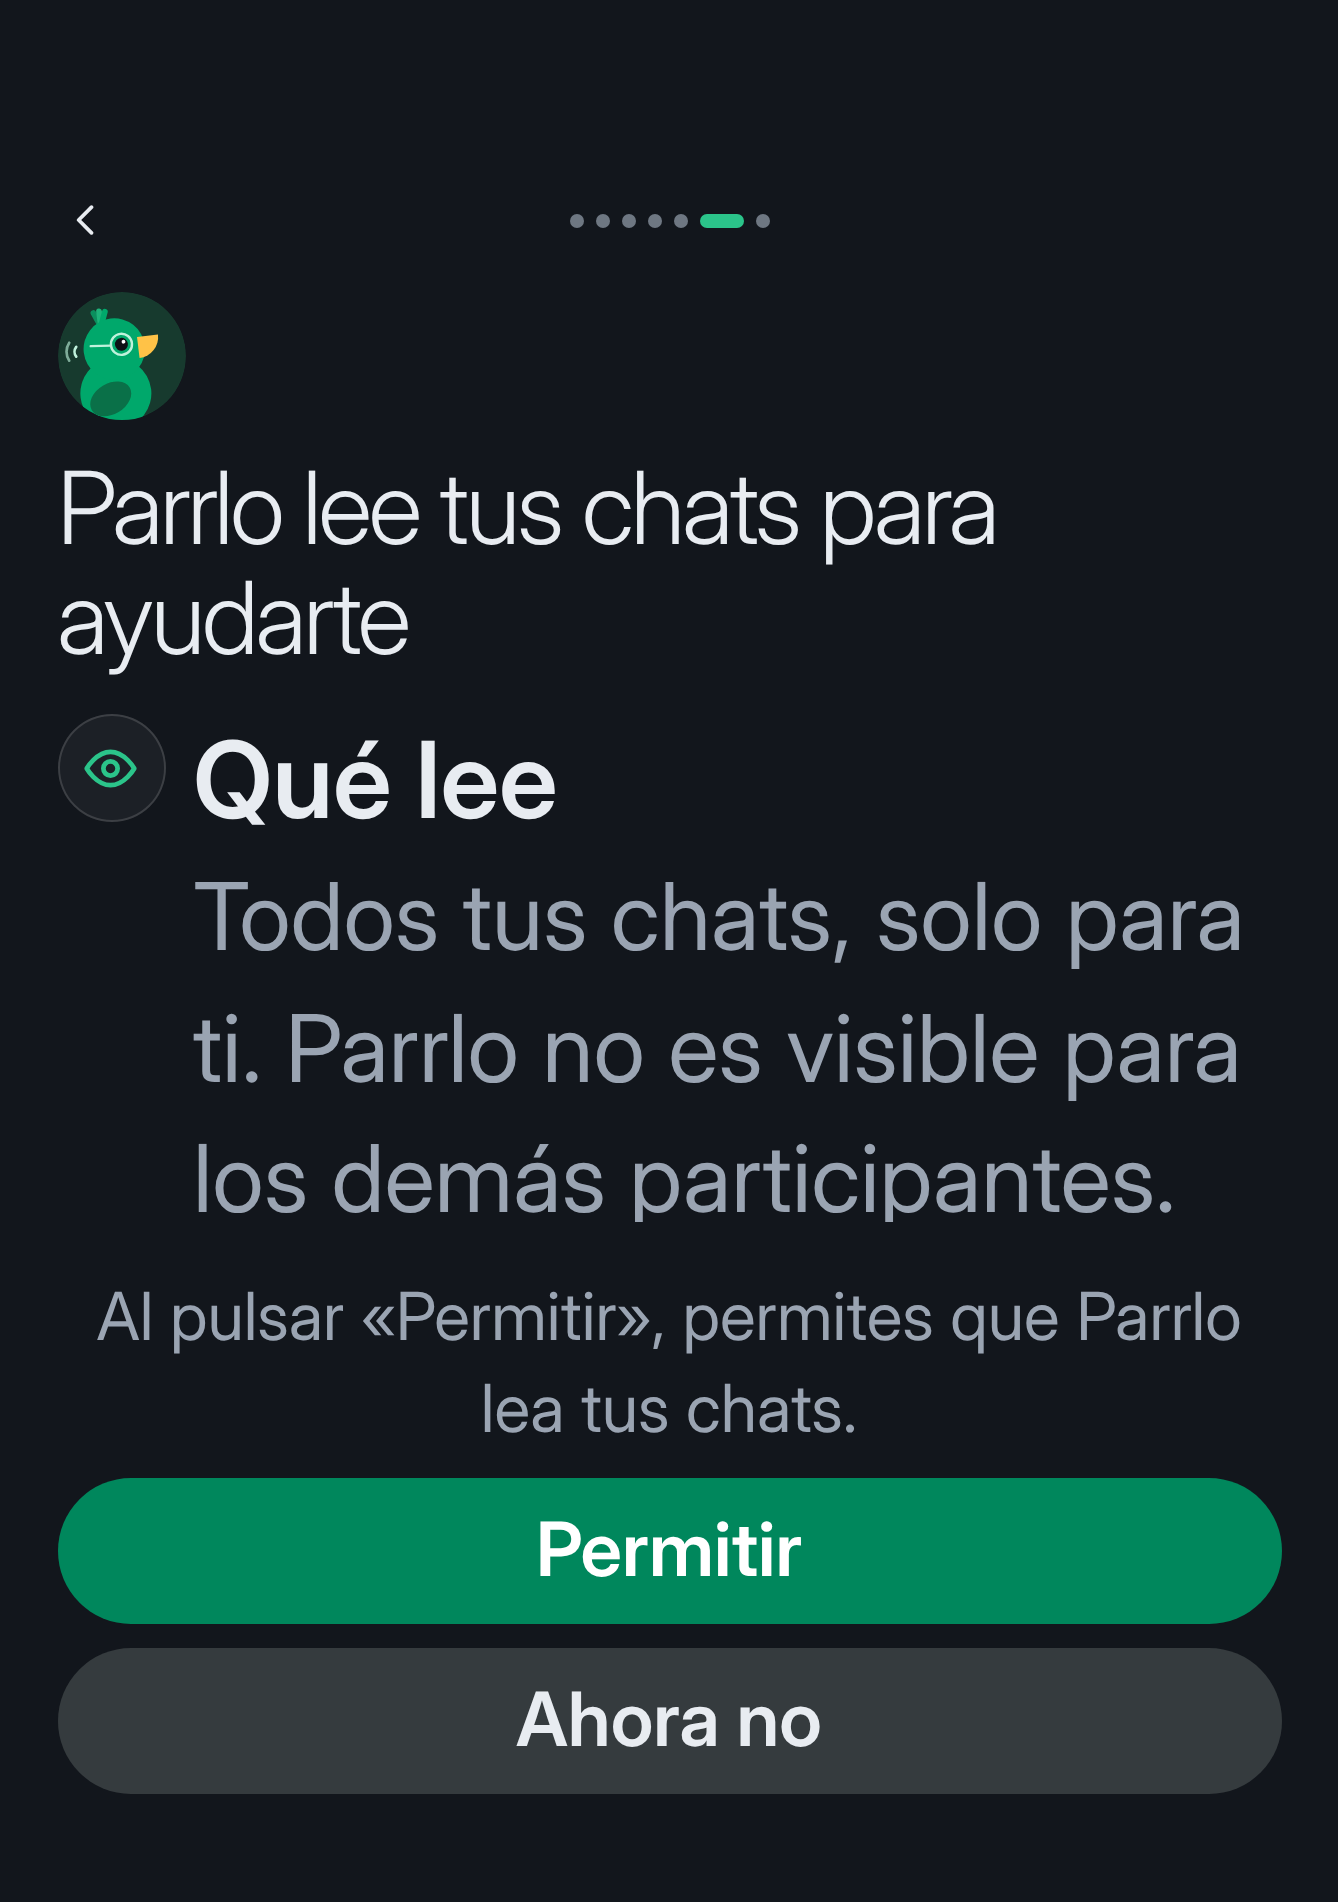 Parrlo lee tus chats para
ayudarte
Qué lee
Todos tus chats, solo para
ti. Parrlo no es visible para
los demás participantes.
Al pulsar «Permitir», permites que Parrlo
lea tus chats.
Permitir
Ahora no